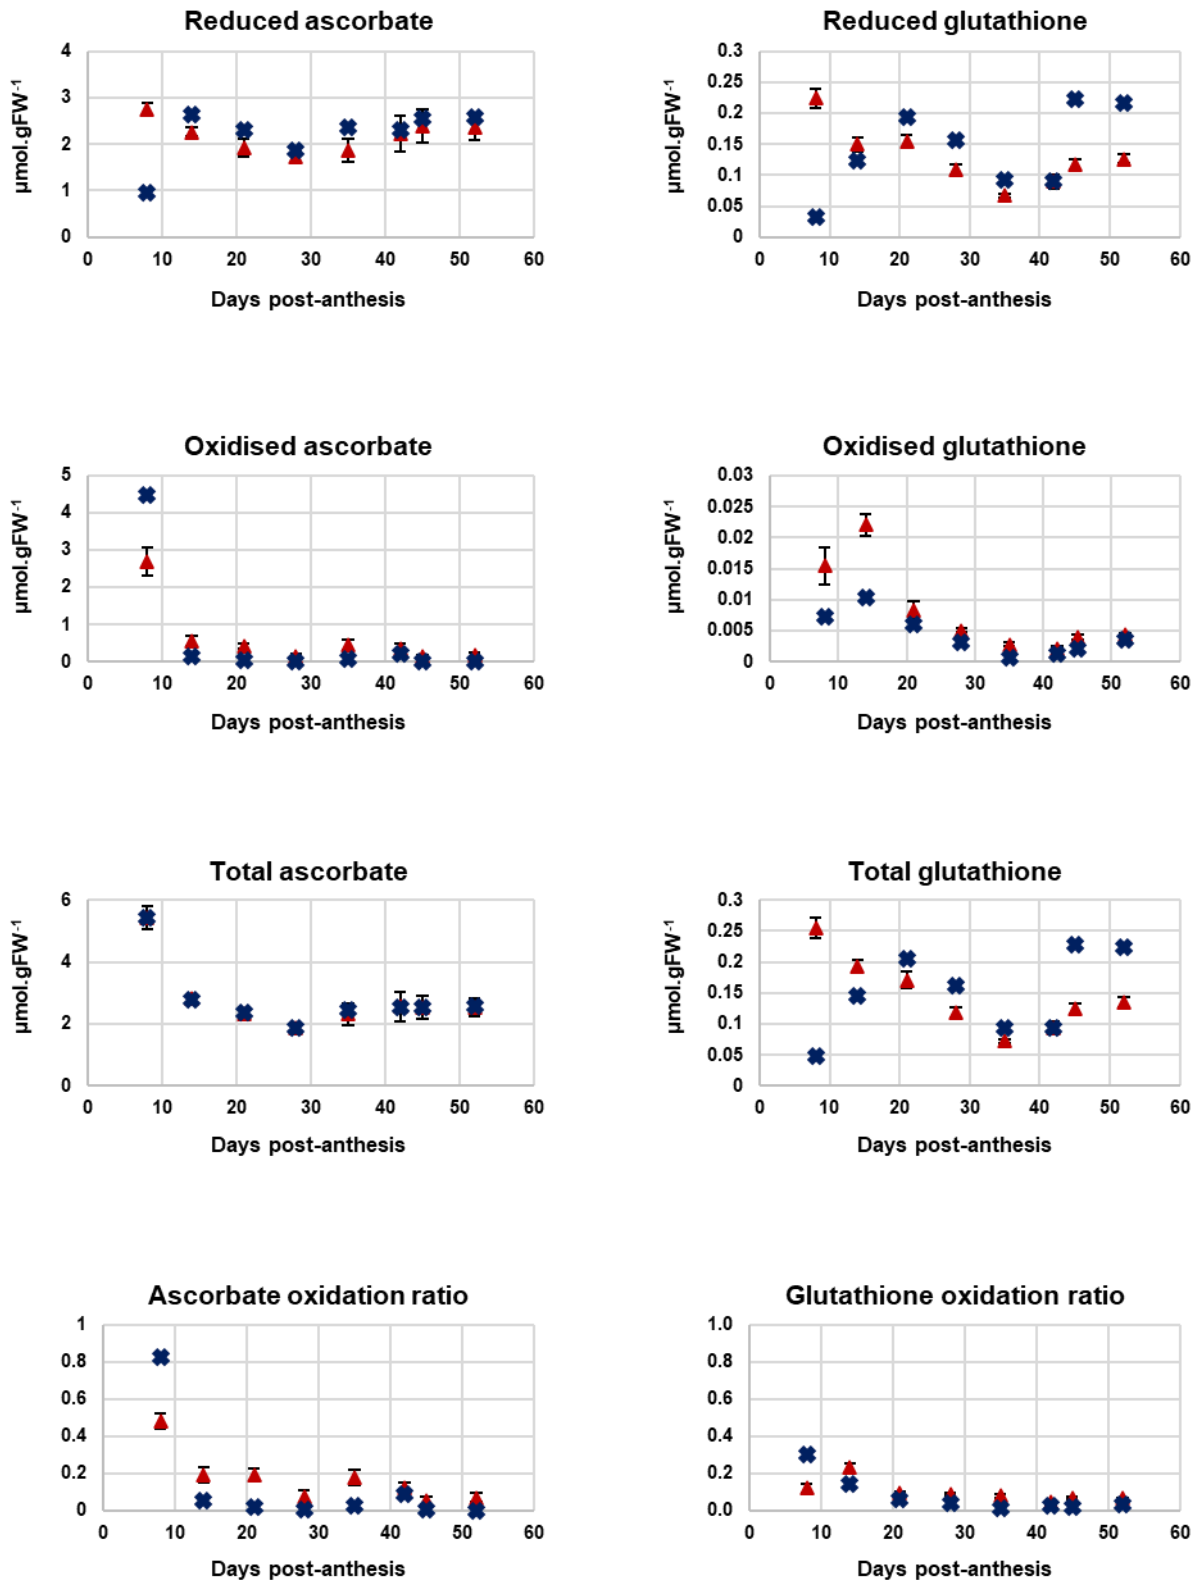 Reduced ascorbate
µmol.gFW⁻¹
4
3
2
1
0
0 10 20 30 40 50 60
Days post-anthesis
Reduced glutathione
µmol.gFW⁻¹
0.3
0.25
0.2
0.15
0.1
0.05
0
0 10 20 30 40 50 60
Days post-anthesis
Oxidised ascorbate
µmol.gFW⁻¹
5
4
3
2
1
0
0 10 20 30 40 50 60
Days post-anthesis
Oxidised glutathione
µmol.gFW⁻¹
0.03
0.025
0.02
0.015
0.01
0.005
0
0 10 20 30 40 50 60
Days post-anthesis
Total ascorbate
µmol.gFW⁻¹
6
4
2
0
0 10 20 30 40 50 60
Days post-anthesis
Total glutathione
µmol.gFW⁻¹
0.3
0.25
0.2
0.15
0.1
0.05
0
0 10 20 30 40 50 60
Days post-anthesis
Ascorbate oxidation ratio
1
0.8
0.6
0.4
0.2
0
0 10 20 30 40 50 60
Days post-anthesis
Glutathione oxidation ratio
1.0
0.8
0.6
0.4
0.2
0.0
0 10 20 30 40 50 60
Days post-anthesis